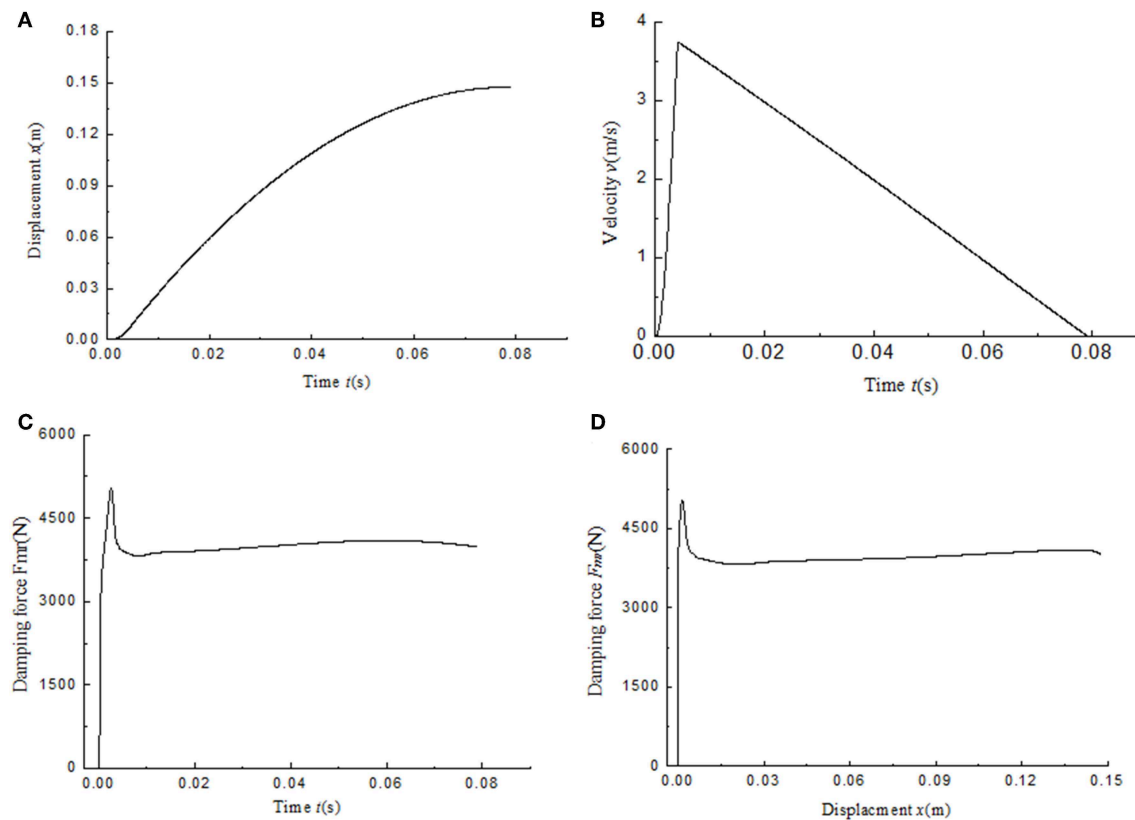 A
0.18
0.15
0.12
0.09
0.06
0.03
0.00
Displacement x(m)
0.00 0.02 0.04 0.06 0.08
Time t(s)
B
4
3
2
1
0
Velocity v(m/s)
0.00 0.02 0.04 0.06 0.08
Time t(s)
C
6000
4500
3000
1500
0
Damping force Fmr(N)
0.00 0.02 0.04 0.06 0.08
Time t(s)
D
6000
4500
3000
1500
0
Damping force Fmr(N)
0.00 0.03 0.06 0.09 0.12 0.15
Displacment x(m)